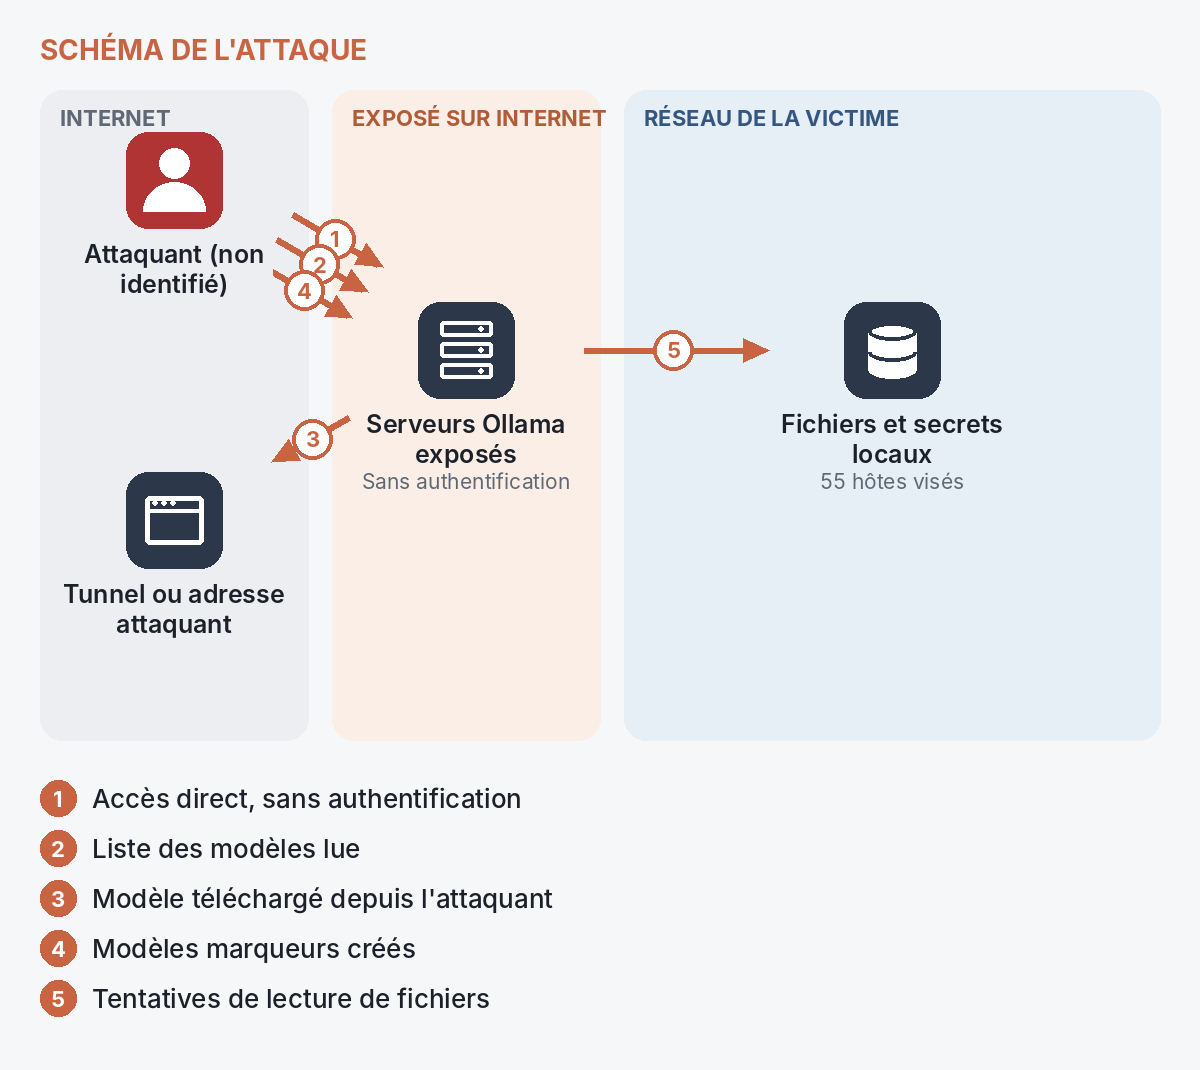 SCHÉMA DE L'ATTAQUE
INTERNET
EXPOSÉ SUR INTERNET
RÉSEAU DE LA VICTIME
Attaquant (non
identifié)
1
2
4
5
3
Serveurs Ollama
exposés
Sans authentification
Fichiers et secrets
locaux
55 hôtes visés
Tunnel ou adresse
attaquant
1 Accès direct, sans authentification
2 Liste des modèles lue
3 Modèle téléchargé depuis l'attaquant
4 Modèles marqueurs créés
5 Tentatives de lecture de fichiers